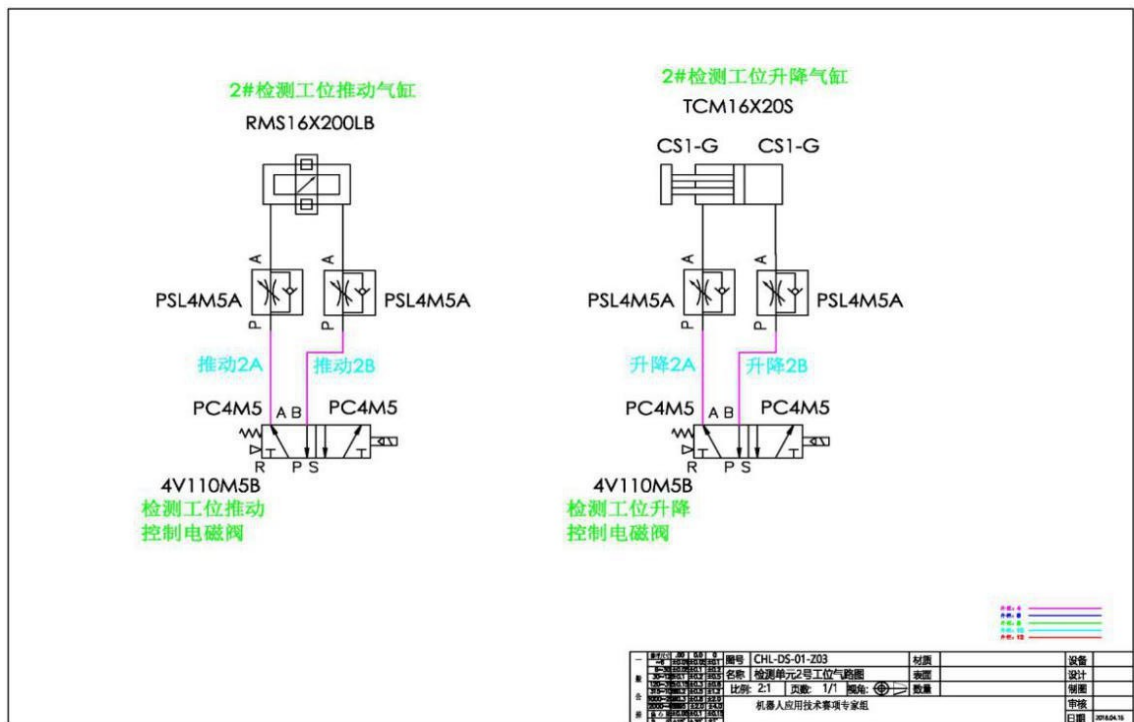 2#检测工位推动气缸
RMS16X200LB
2#检测工位升降气缸
TCM16X20S
CS1-G CS1-G
A A
PSL4M5A PSL4M5A
P P
推动2A 推动2B
PC4M5 A B PC4M5
R P S
4V110M5B
检测工位推动
控制电磁阀
A A
PSL4M5A PSL4M5A
P P
升降2A 升降2B
PC4M5 A B PC4M5
R P S
4V110M5B
检测工位升降
控制电磁阀
图号 CHL-DS-01-Z03 材质 设备
名称 检测单元2号工位气路图 表面 设计
比例: 2:1 页数: 1/1 视角: 数量 制图
机器人应用技术赛项专家组 审核
日期 2016.04.16